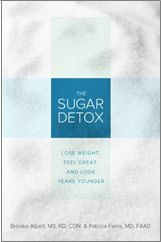 THE
SUGAR
DETOX
LOSE WEIGHT,
FEEL GREAT,
AND LOOK
YEARS YOUNGER
Brooke Alpert, MS, RD, CDN & Patricia Farris, MD, FAAD